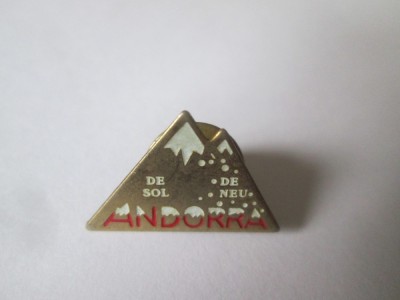 DE DE
SOL NEU
ANDORRA